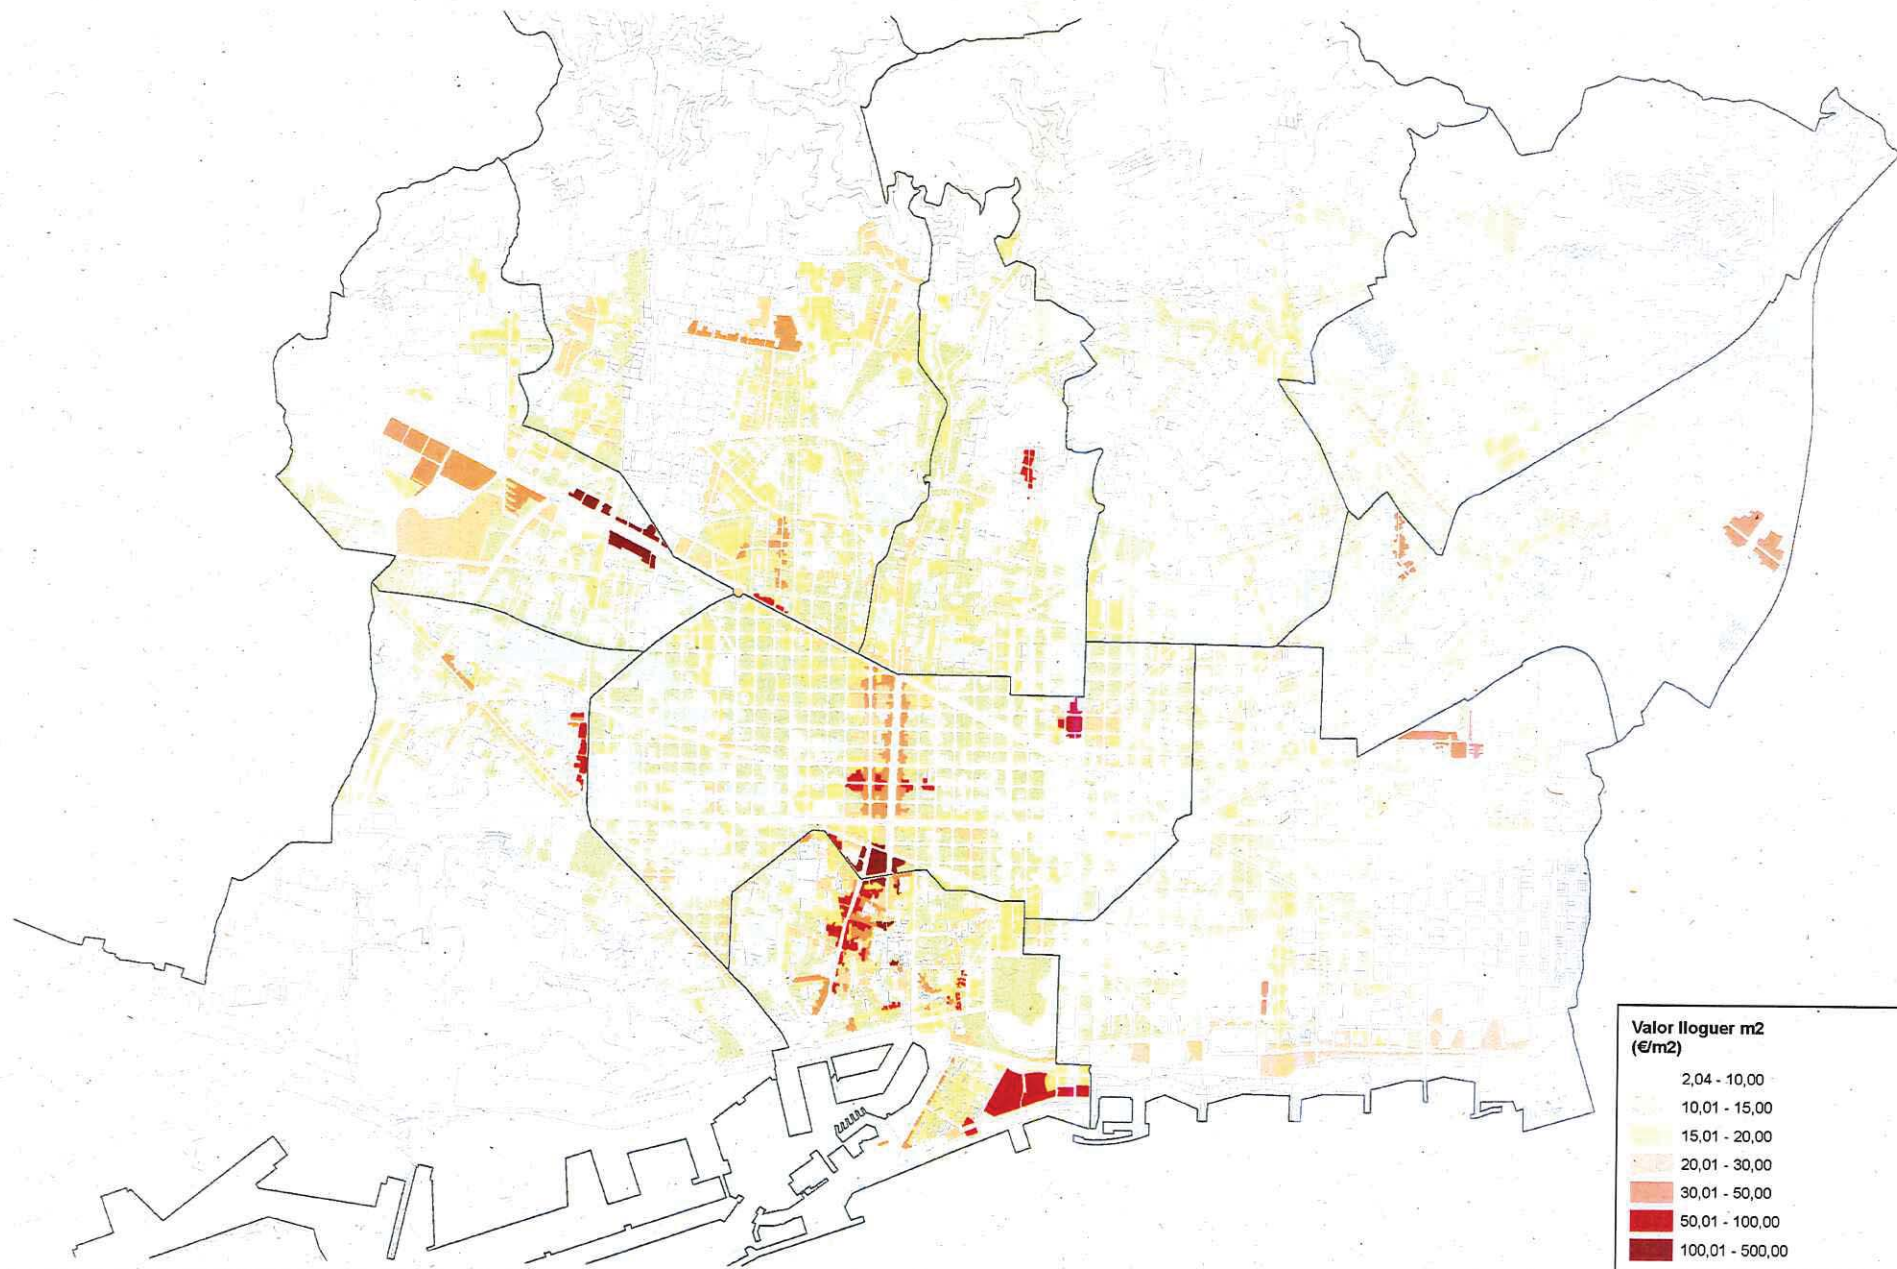 Valor lloguer m2
(€/m2)
2,04 - 10,00
10,01 - 15,00
15,01 - 20,00
20,01 - 30,00
30,01 - 50,00
50,01 - 100,00
100,01 - 500,00